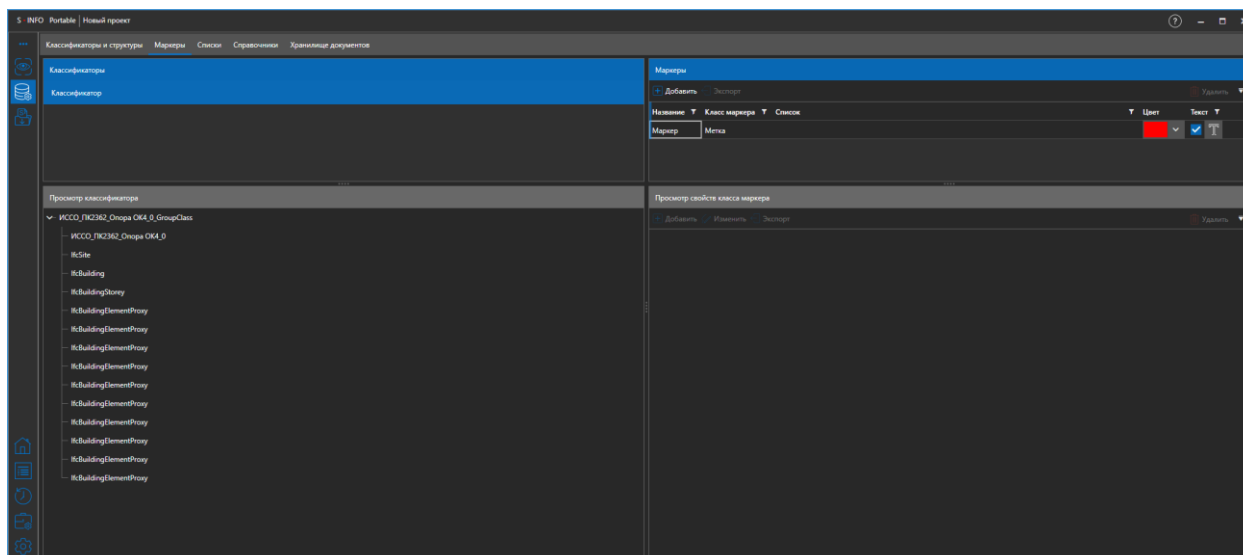 S INFO Portable | Новый проект
Классификаторы и структуры Маркеры Списки Справочники Хранилище документов
Классификаторы
Классификатор
Маркеры
Добавить Экспорт Удалить
Название Класс маркера Список Цвет Текст
Маркер Метка
Просмотр классификатора
ИССО_ПК2362_Опора ОК4_0_GroupClass
ИССО_ПК2362_Опора ОК4_0
IfcSite
IfcBuilding
IfcBuildingStorey
IfcBuildingElementProxy
IfcBuildingElementProxy
IfcBuildingElementProxy
IfcBuildingElementProxy
IfcBuildingElementProxy
IfcBuildingElementProxy
IfcBuildingElementProxy
IfcBuildingElementProxy
IfcBuildingElementProxy
IfcBuildingElementProxy
Просмотр свойств класса маркера
Добавить Изменить Экспорт Удалить